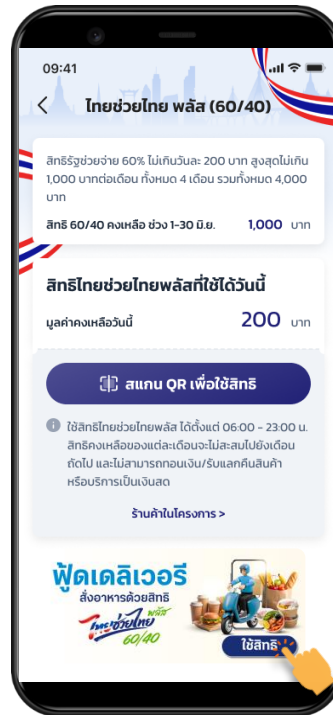 09:41
ไทยช่วยไทย พลัส (60/40)
สิทธิรัฐช่วยจ่าย 60% ไม่เกินวันละ 200 บาท สูงสุดไม่เกิน
1,000 บาทต่อเดือน ทั้งหมด 4 เดือน รวมทั้งหมด 4,000
บาท
สิทธิ 60/40 คงเหลือ ช่วง 1-30 มิ.ย. 1,000 บาท
สิทธิไทยช่วยไทยพลัสที่ใช้ได้วันนี้
มูลค่าคงเหลือวันนี้ 200 บาท
สแกน QR เพื่อใช้สิทธิ
ใช้สิทธิไทยช่วยไทยพลัส ได้ตั้งแต่ 06:00 - 23:00 น.
สิทธิคงเหลือของแต่ละเดือนจะไม่สะสมไปยังเดือน
ถัดไป และไม่สามารถทอนเงิน/รับแลกคืนสินค้า
หรือบริการเป็นเงินสด
ร้านค้าในโครงการ >
ฟู้ดเดลิเวอรี
สั่งอาหารด้วยสิทธิ
ไทยช่วยไทย พลัส
60/40
ใช้สิทธิ